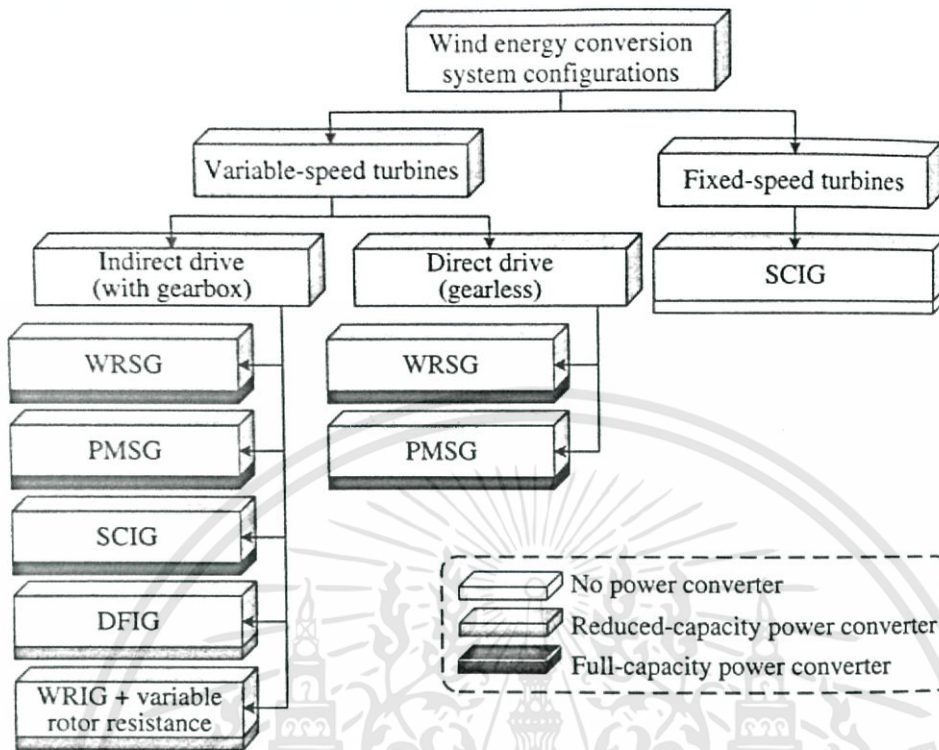 Wind energy conversion
system configurations
Variable-speed turbines
Fixed-speed turbines
Indirect drive
(with gearbox)
Direct drive
(gearless)
SCIG
WRSG
PMSG
SCIG
DFIG
WRIG + variable
rotor resistance
WRSG
PMSG
No power converter
Reduced-capacity power converter
Full-capacity power converter